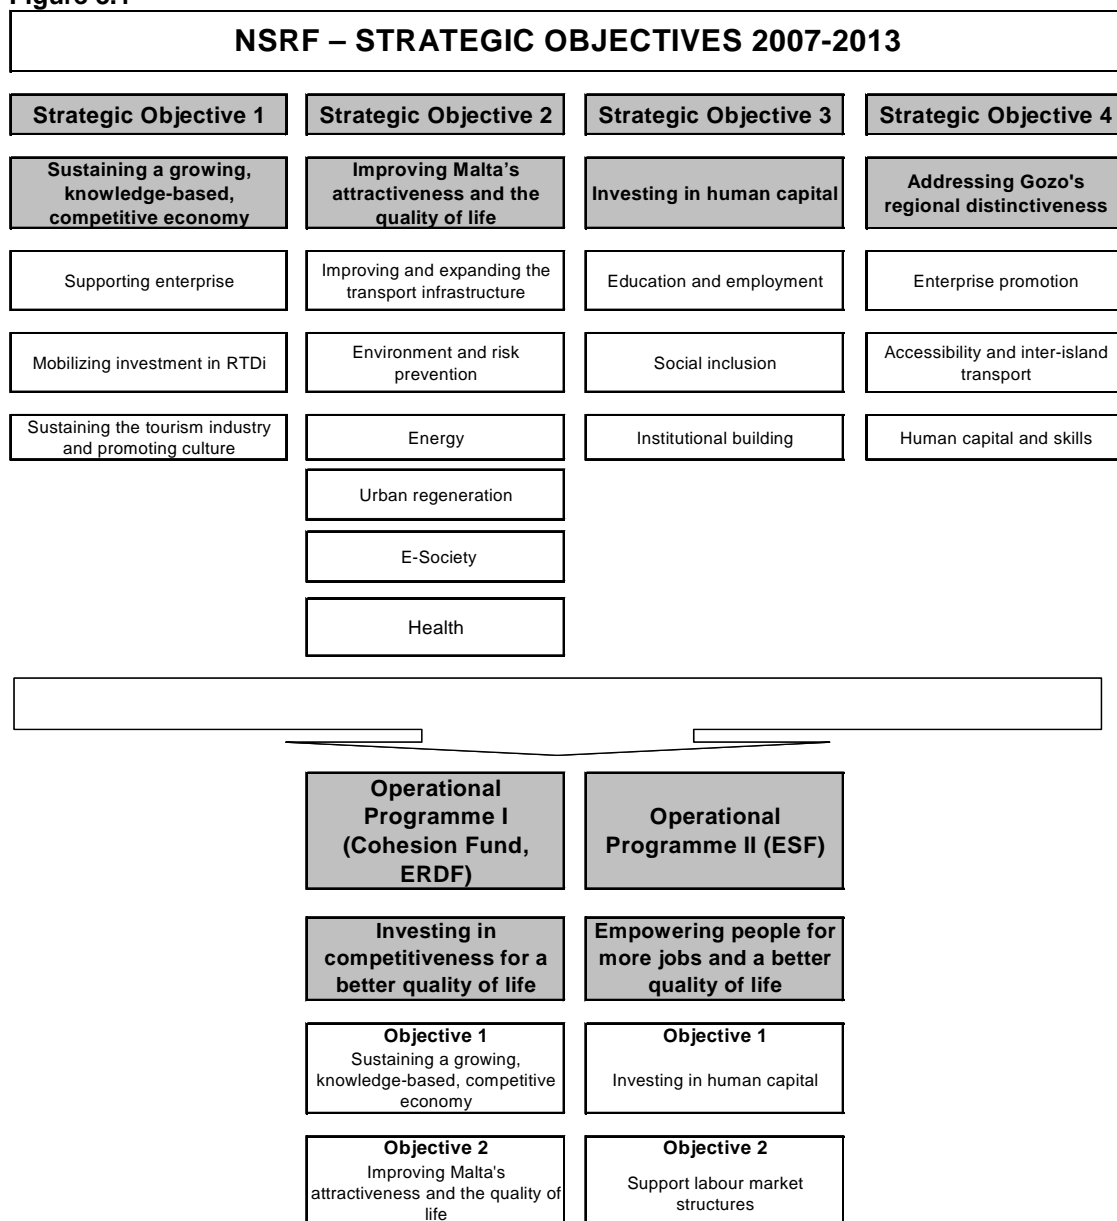 Figure
NSRF – STRATEGIC OBJECTIVES 2007-2013
Strategic Objective 1
Strategic Objective 2
Strategic Objective 3
Strategic Objective 4
Sustaining a growing,
knowledge-based,
competitive economy
Improving Malta's
attractiveness and the
quality of life
Investing in human capital
Addressing Gozo's
regional distinctiveness
Supporting enterprise
Improving and expanding the
transport infrastructure
Education and employment
Enterprise promotion
Mobilizing investment in RTDi
Environment and risk
prevention
Social inclusion
Accessibility and inter-island
transport
Sustaining the tourism industry
and promoting culture
Energy
Institutional building
Human capital and skills
Urban regeneration
E-Society
Health
Operational
Programme I
(Cohesion Fund,
ERDF)
Operational
Programme II (ESF)
Investing in
competitiveness for a
better quality of life
Empowering people for
more jobs and a better
quality of life
Objective 1
Sustaining a growing,
knowledge-based, competitive
economy
Objective 1
Investing in human capital
Objective 2
Improving Malta's
attractiveness and the quality of
life
Objective 2
Support labour market
structures